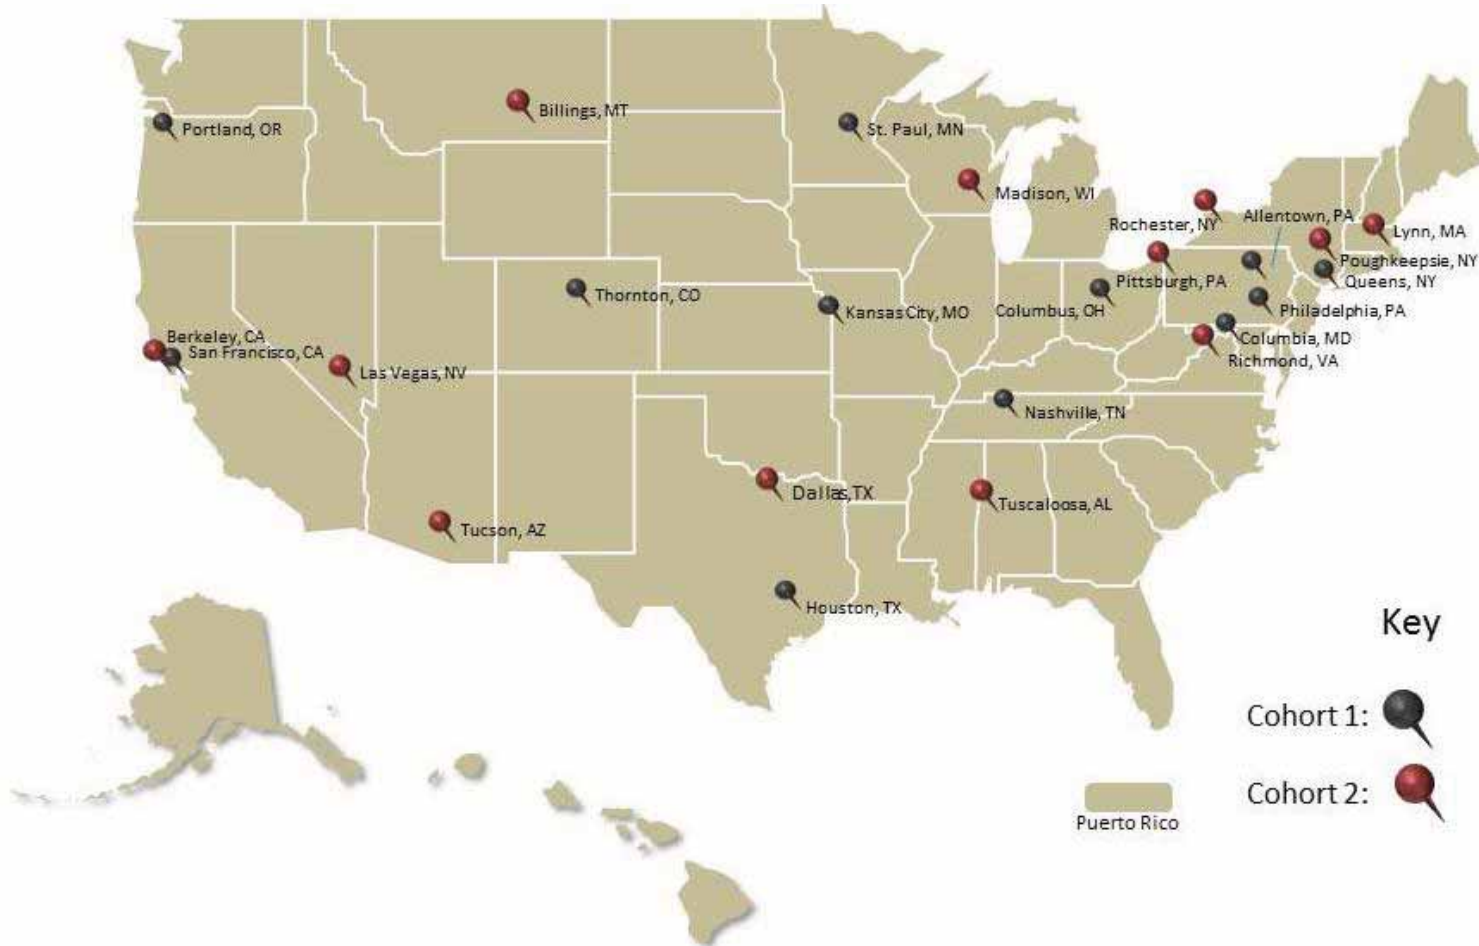 Billings, MT
Portland, OR
St. Paul, MN
Madison, WI
Rochester, NY
Allentown, PA
Lynn, MA
Poughkeepsie, NY
Pittsburgh, PA
Queens, NY
Thornton, CO
Kansas City, MO
Columbus, OH
Philadelphia, PA
Berkeley, CA
San Francisco, CA
Columbia, MD
Richmond, VA
Las Vegas, NV
Nashville, TN
Dallas, TX
Tuscaloosa, AL
Tucson, AZ
Houston, TX
Key
Cohort 1:
Cohort 2:
Puerto Rico